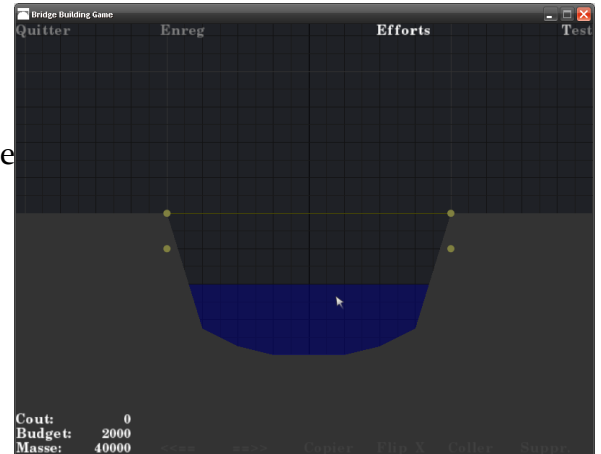 Bridge Building Game
Quitter Enreg Efforts Test
e
Cout: 0
Budget: 2000
Masse: 40000 <<== ==>> Copier Flip X Coller Suppr.